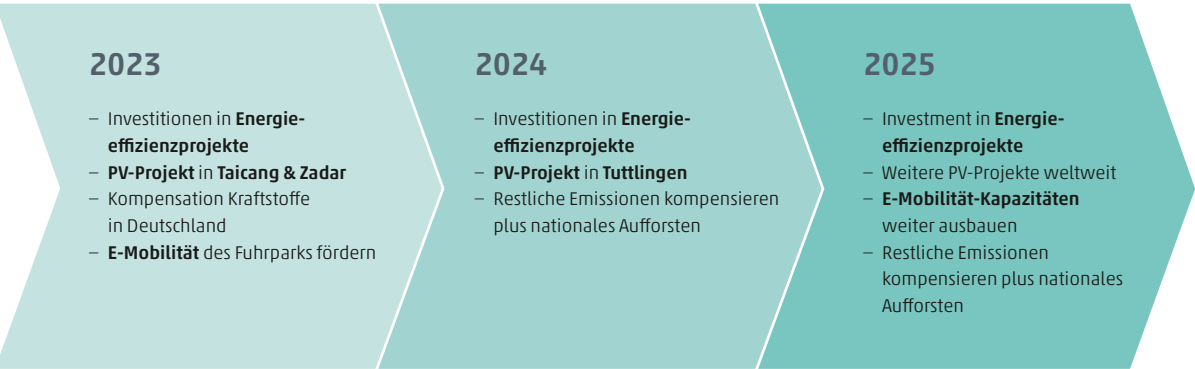 2023
– Investitionen in Energie-
effizienzprojekte
– PV-Projekt in Taicang & Zadar
– Kompensation Kraftstoffe
in Deutschland
– E-Mobilität des Fuhrparks fördern
2024
– Investitionen in Energie-
effizienzprojekte
– PV-Projekt in Tuttlingen
– Restliche Emissionen kompensieren
plus nationales Aufforsten
2025
– Investment in Energie-
effizienzprojekte
– Weitere PV-Projekte weltweit
– E-Mobilität-Kapazitäten
weiter ausbauen
– Restliche Emissionen
kompensieren plus nationales
Aufforsten